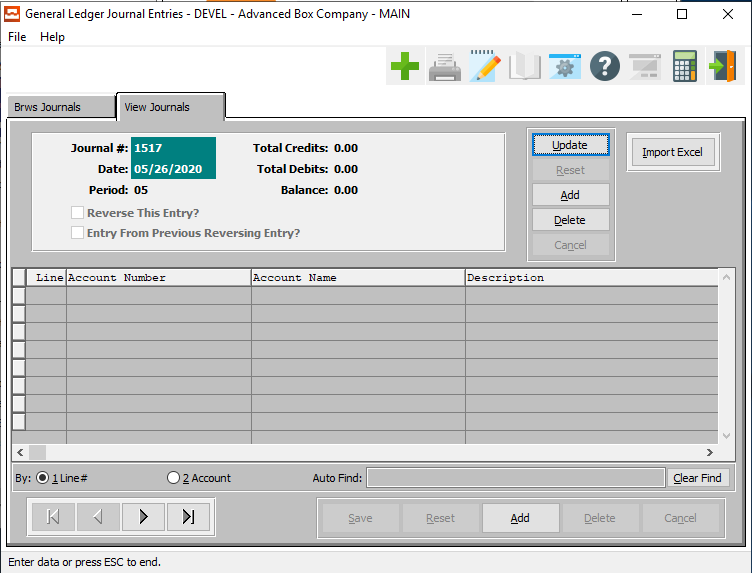 General Ledger Journal Entries - DEVEL - Advanced Box Company - MAIN
File Help
Brws Journals View Journals
Journal #: 1517 Total Credits: 0.00
Date: 05/26/2020 Total Debits: 0.00
Period: 05 Balance: 0.00
Reverse This Entry?
Entry From Previous Reversing Entry?
Update
Reset
Add
Delete
Cancel
Import Excel
Line Account Number Account Name Description
By: 1 Line# 2 Account Auto Find: Clear Find
Save Reset Add Delete Cancel
Enter data or press ESC to end.